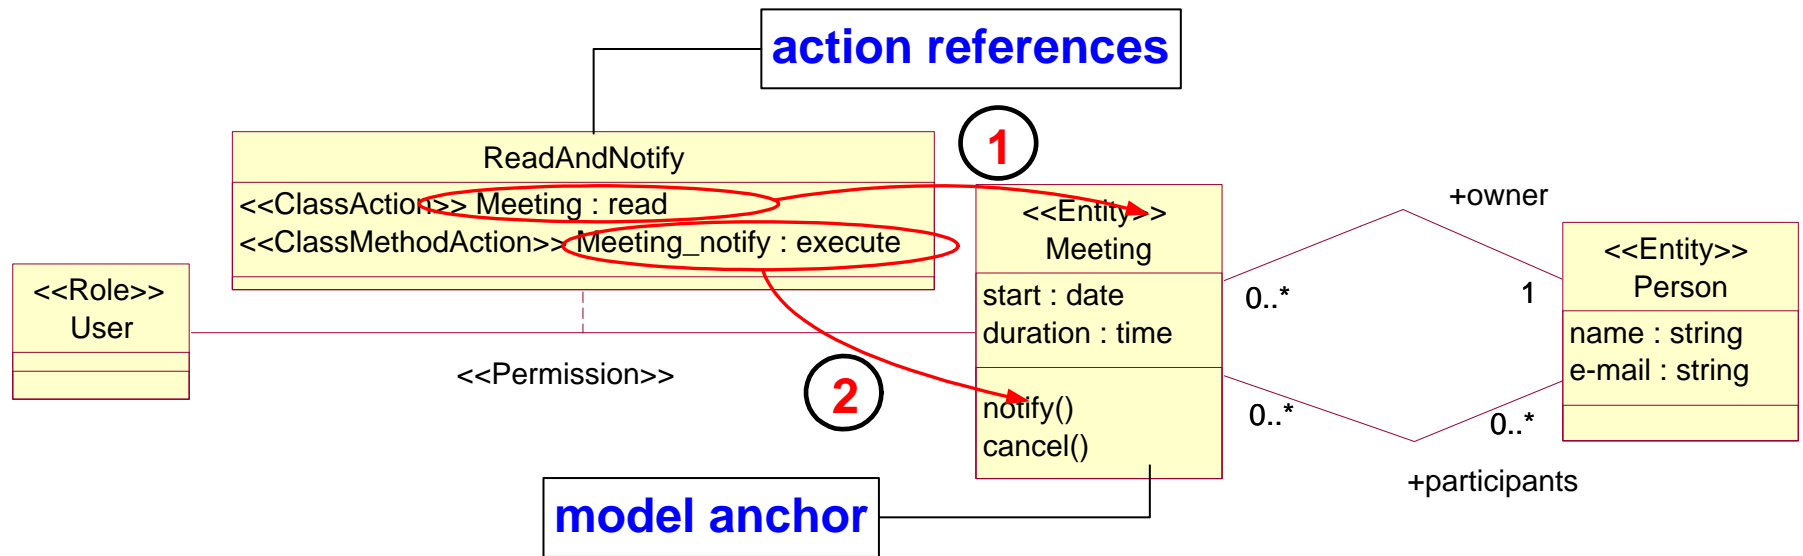 action references
ReadAndNotify
<<ClassAction>> Meeting : read
<<ClassMethodAction>> Meeting_notify : execute
1
<<Role>>
User
<<Permission>>
2
<<Entity>>
Meeting
start : date
duration : time
notify()
cancel()
+owner
0..*
1
0..*
0..*
+participants
<<Entity>>
Person
name : string
e-mail : string
model anchor